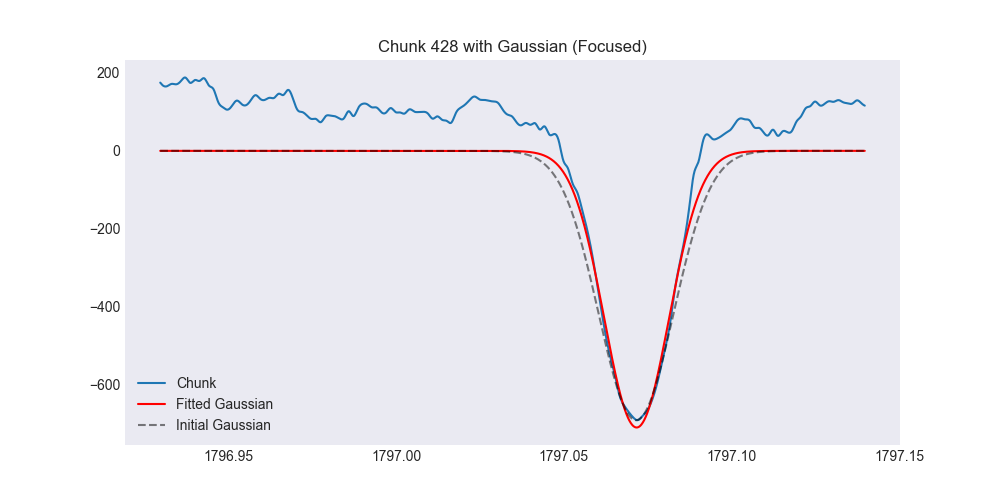 Chunk 428 with Gaussian (Focused)
200
0
−200
−400
−600
Chunk
Fitted Gaussian
Initial Gaussian
1796.95 1797.00 1797.05 1797.10 1797.15